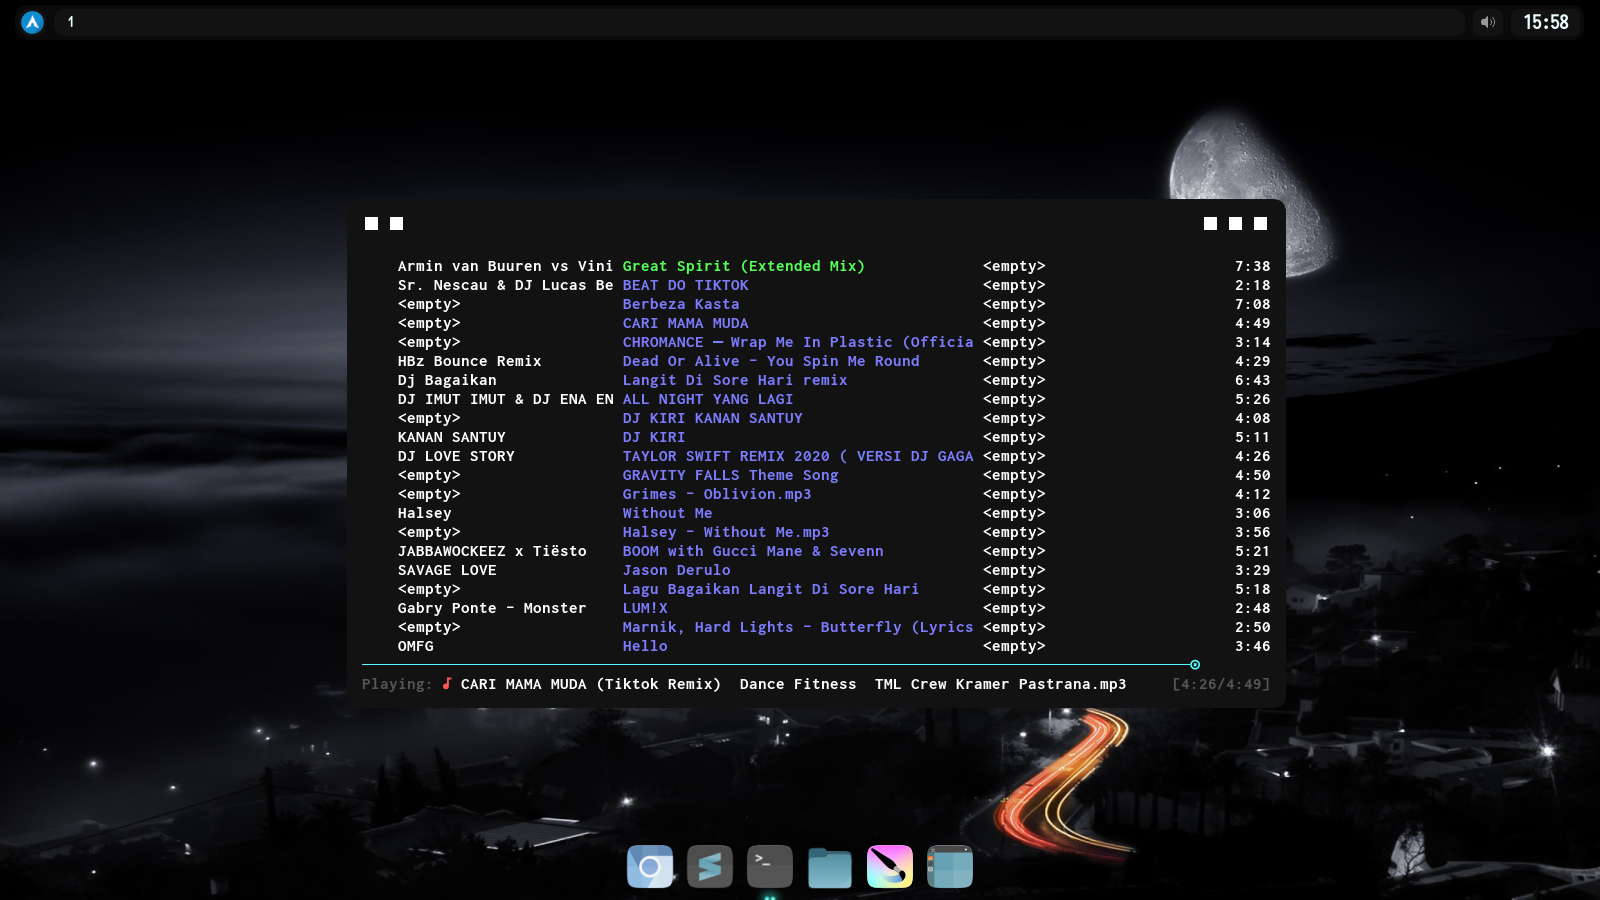 1
15:58
Armin van Buuren vs Vini Great Spirit (Extended Mix) <empty> 7:38
Sr. Nescau & DJ Lucas Be BEAT DO TIKTOK <empty> 2:18
<empty> Berbeza Kasta <empty> 7:08
<empty> CARI MAMA MUDA <empty> 4:49
<empty> CHROMANCE — Wrap Me In Plastic (Officia <empty> 3:14
HBz Bounce Remix Dead Or Alive - You Spin Me Round <empty> 4:29
Dj Bagaikan Langit Di Sore Hari remix <empty> 6:43
DJ IMUT IMUT & DJ ENA EN ALL NIGHT YANG LAGI <empty> 5:26
<empty> DJ KIRI KANAN SANTUY <empty> 4:08
KANAN SANTUY DJ KIRI <empty> 5:11
DJ LOVE STORY TAYLOR SWIFT REMIX 2020 ( VERSI DJ GAGA <empty> 4:26
<empty> GRAVITY FALLS Theme Song <empty> 4:50
<empty> Grimes - Oblivion.mp3 <empty> 4:12
Halsey Without Me <empty> 3:06
<empty> Halsey - Without Me.mp3 <empty> 3:56
JABBAWOCKEEZ x Tiësto BOOM with Gucci Mane & Sevenn <empty> 5:21
SAVAGE LOVE Jason Derulo <empty> 3:29
<empty> Lagu Bagaikan Langit Di Sore Hari <empty> 5:18
Gabry Ponte - Monster LUM!X <empty> 2:48
<empty> Marnik, Hard Lights - Butterfly (Lyrics <empty> 2:50
OMFG Hello <empty> 3:46
Playing: CARI MAMA MUDA (Tiktok Remix) Dance Fitness TML Crew Kramer Pastrana.mp3 [4:26/4:49]
>_